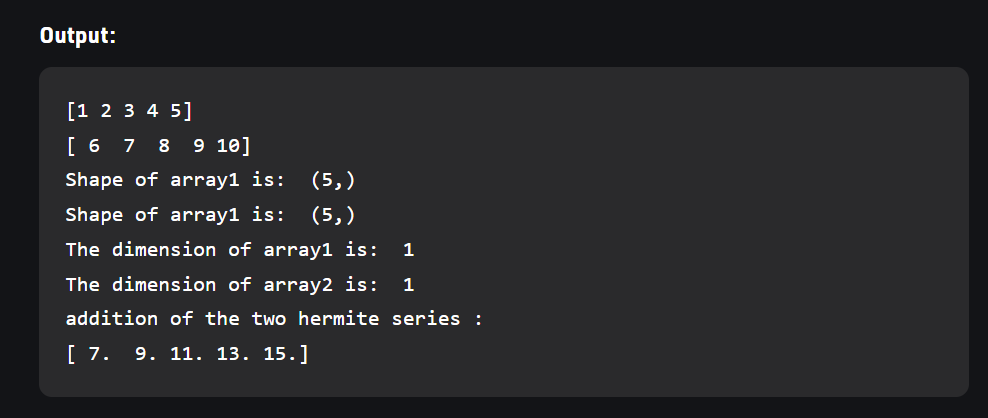 Output:
[1 2 3 4 5]
[ 6  7  8  9 10]
Shape of array1 is:  (5,)
Shape of array1 is:  (5,)
The dimension of array1 is:  1
The dimension of array2 is:  1
addition of the two hermite series :
[ 7.  9. 11. 13. 15.]